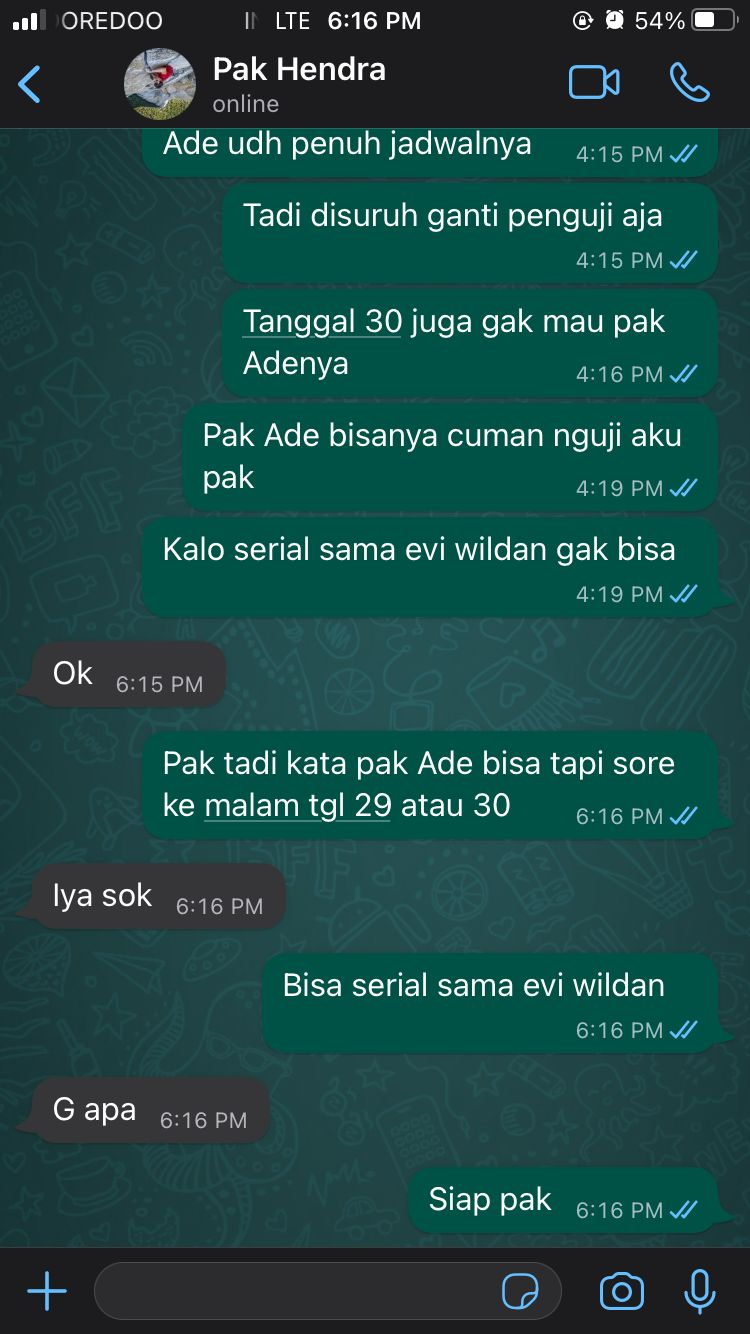 OOREDOO IN LTE 6:16 PM 54%
Pak Hendra
online
Ade udh penuh jadwalnya 4:15 PM
Tadi disuruh ganti penguji aja
4:15 PM
Tanggal 30 juga gak mau pak
Adenya 4:16 PM
Pak Ade bisanya cuman nguji aku
pak 4:19 PM
Kalo serial sama evi wildan gak bisa
4:19 PM
Ok 6:15 PM
Pak tadi kata pak Ade bisa tapi sore
ke malam tgl 29 atau 30 6:16 PM
Iya sok 6:16 PM
Bisa serial sama evi wildan
6:16 PM
G apa 6:16 PM
Siap pak 6:16 PM